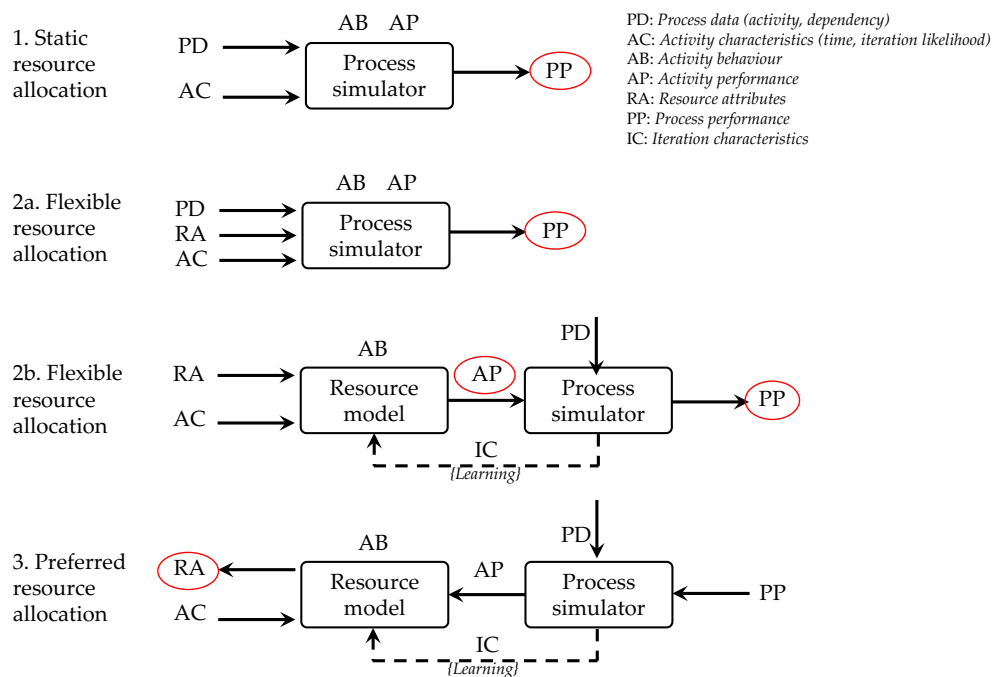 1. Static
resource
allocation
PD
AC
AB AP
Process
simulator
PP
PD: Process data (activity, dependency)
AC: Activity characteristics (time, iteration likelihood)
AB: Activity behaviour
AP: Activity performance
RA: Resource attributes
PP: Process performance
IC: Iteration characteristics
2a. Flexible
resource
allocation
PD
RA
AC
AB AP
Process
simulator
PP
2b. Flexible
resource
allocation
RA
AC
AB
Resource
model
AP
PD
Process
simulator
PP
IC
{Learning}
3. Preferred
resource
allocation
RA
AC
AB
Resource
model
AP
PD
Process
simulator
PP
IC
{Learning}